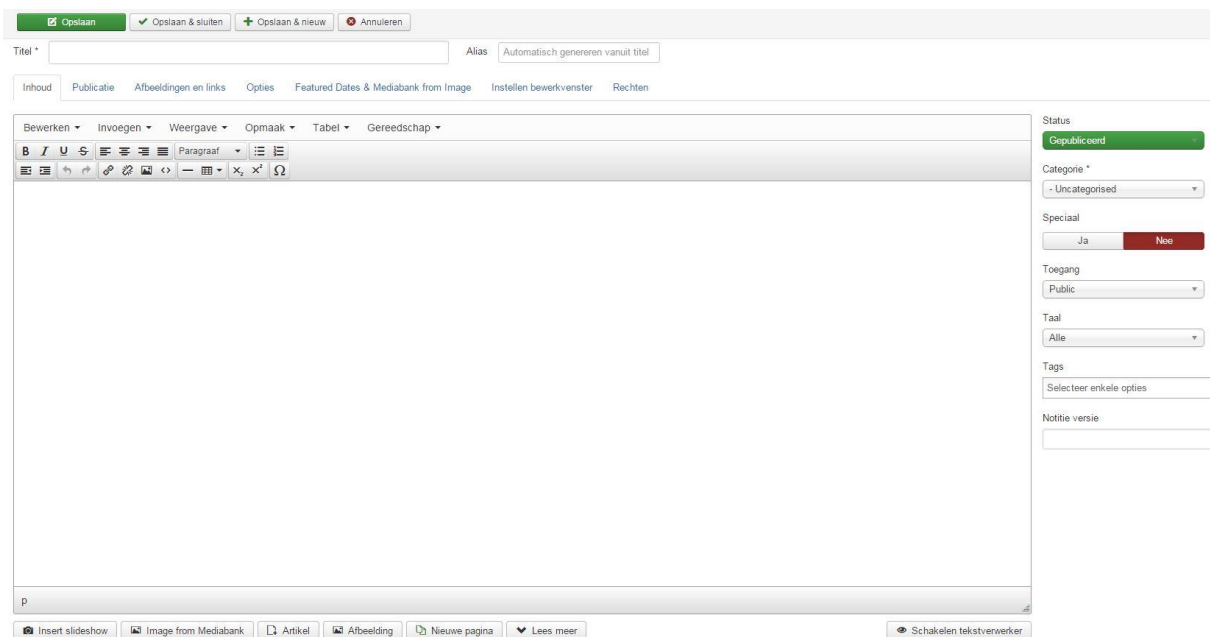 Opslaan Opslaan & sluiten Opslaan & nieuw Annuleren
Titel * Alias Automatisch genereren vanuit titel
Inhoud Publicatie Afbeeldingen en links Opties Featured Dates & Mediabank from Image Instellen bewerkvenster Rechten
Bewerken Invoegen Weergave Opmaak Tabel Gereedschap
B I U S Paragraaf
X₂ X² Ω
p
Insert slideshow Image from Mediabank Artikel Afbeelding Nieuwe pagina Lees meer Schakelen tekstverwerker
Status
Gepubliceerd
Categorie *
- Uncategorised
Speciaal
Ja Nee
Toegang
Public
Taal
Alle
Tags
Selecteer enkele opties
Notitie versie